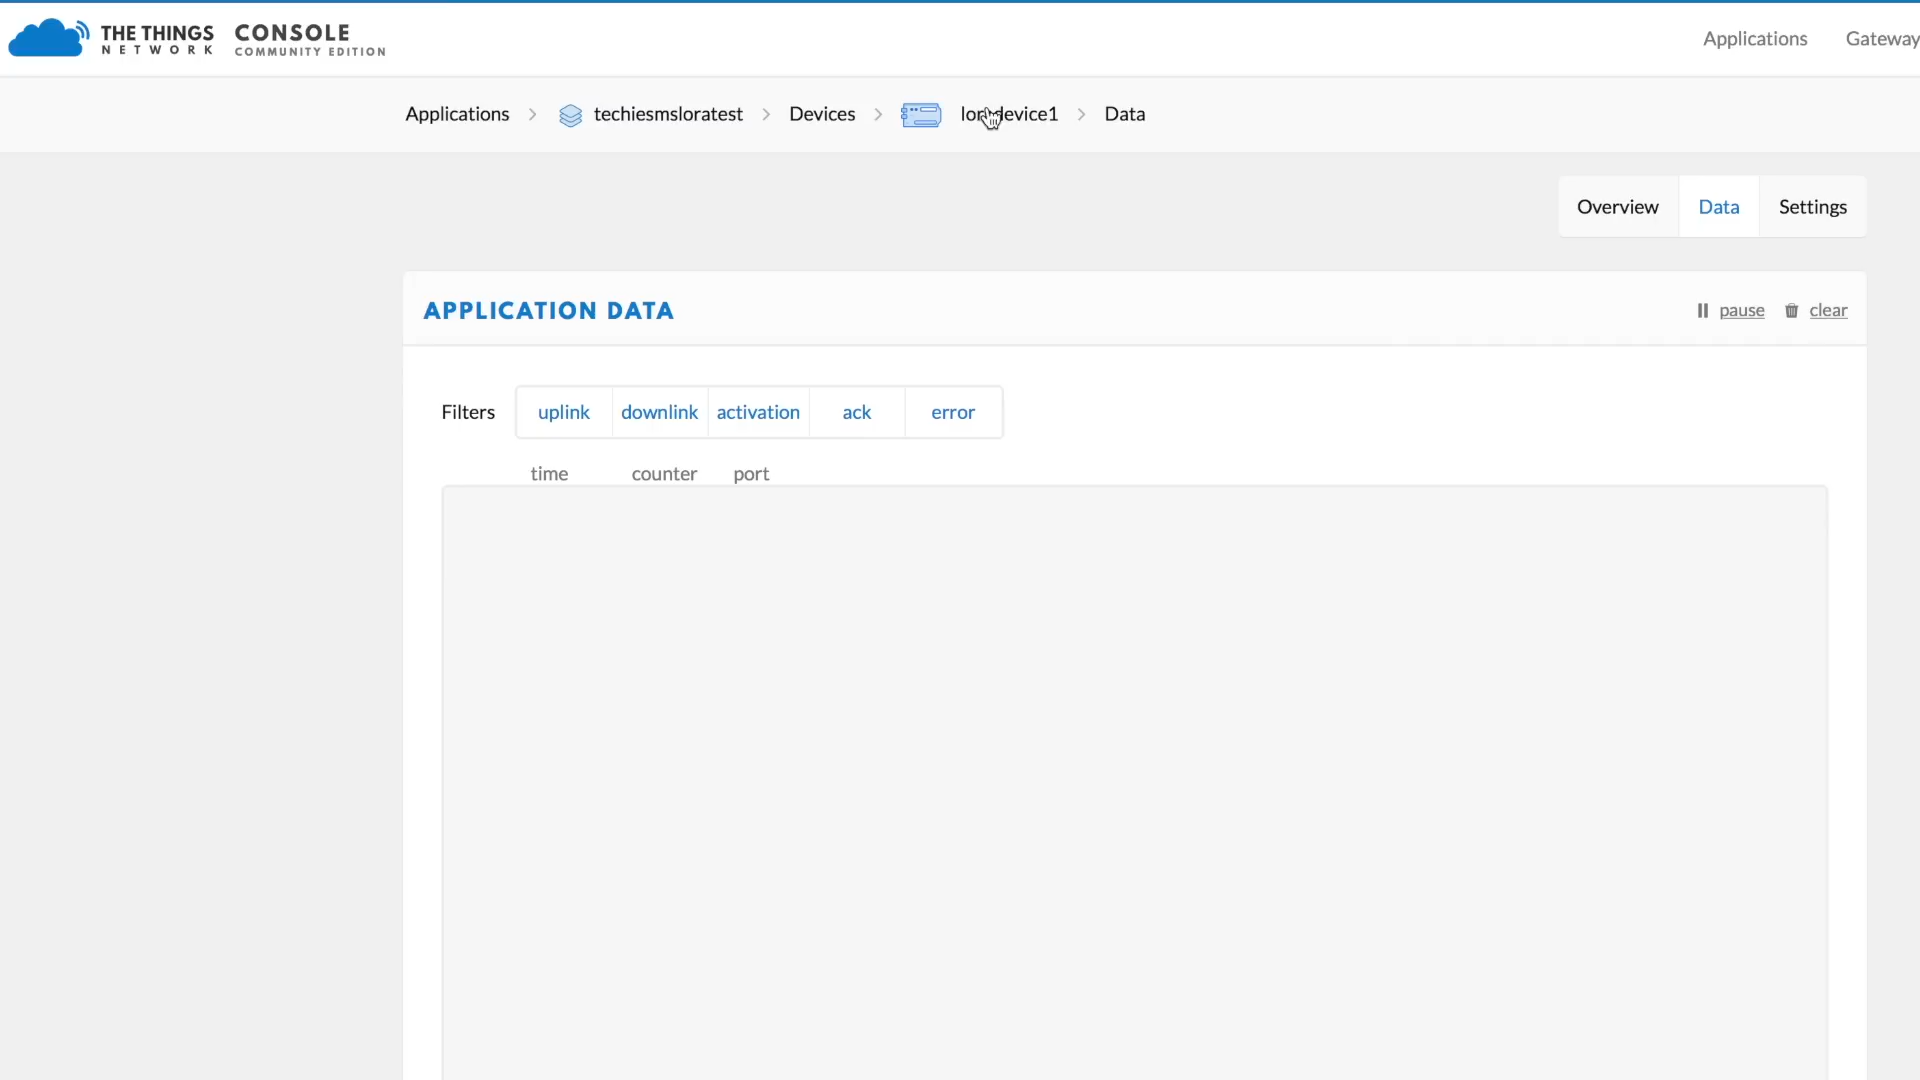 THE THINGS NETWORK CONSOLE COMMUNITY EDITION
Applications Gateway
Applications > techiesmsloratest > Devices > > Data
Overview Data Settings
APPLICATION DATA
pause clear
Filters uplink downlink activation ack error
time counter port